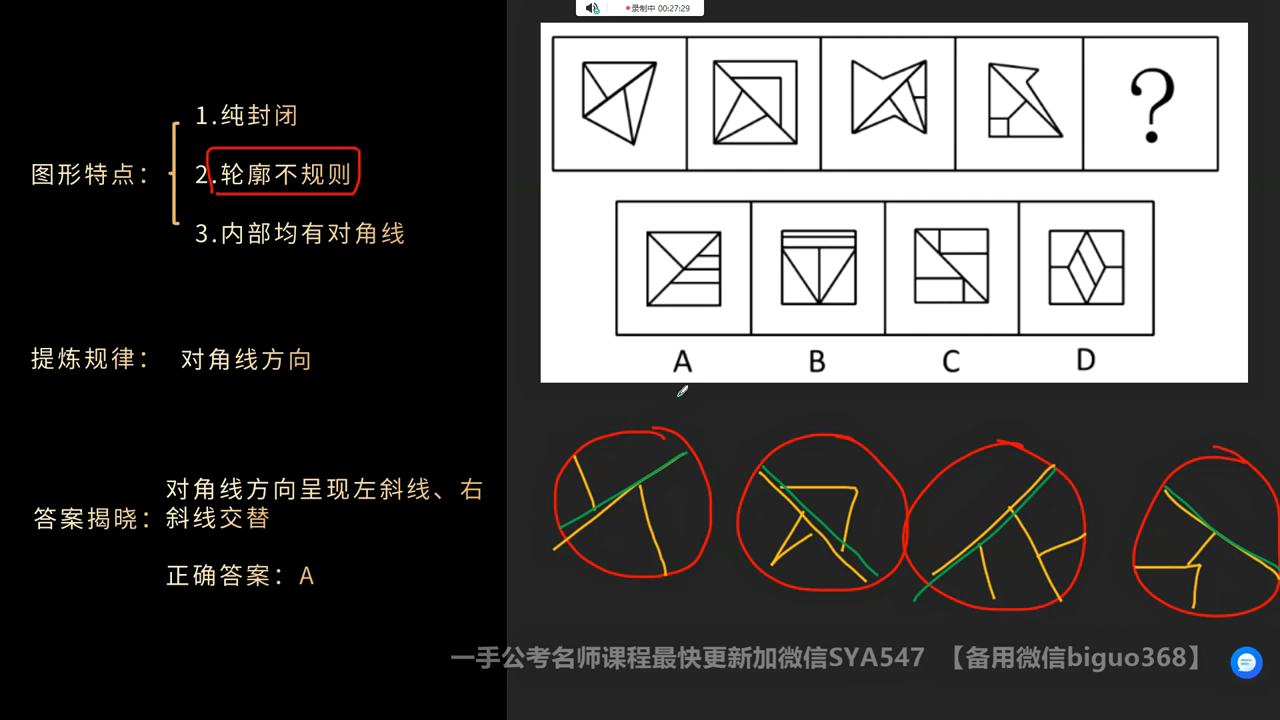 录制中 00:27:29
图形特点：
1.纯封闭
2.轮廓不规则
3.内部均有对角线
提炼规律： 对角线方向
答案揭晓：
对角线方向呈现左斜线、右
斜线交替
正确答案：A
?
A B C D
一手公考名师课程最快更新加微信SYA547 【备用微信biguo368】